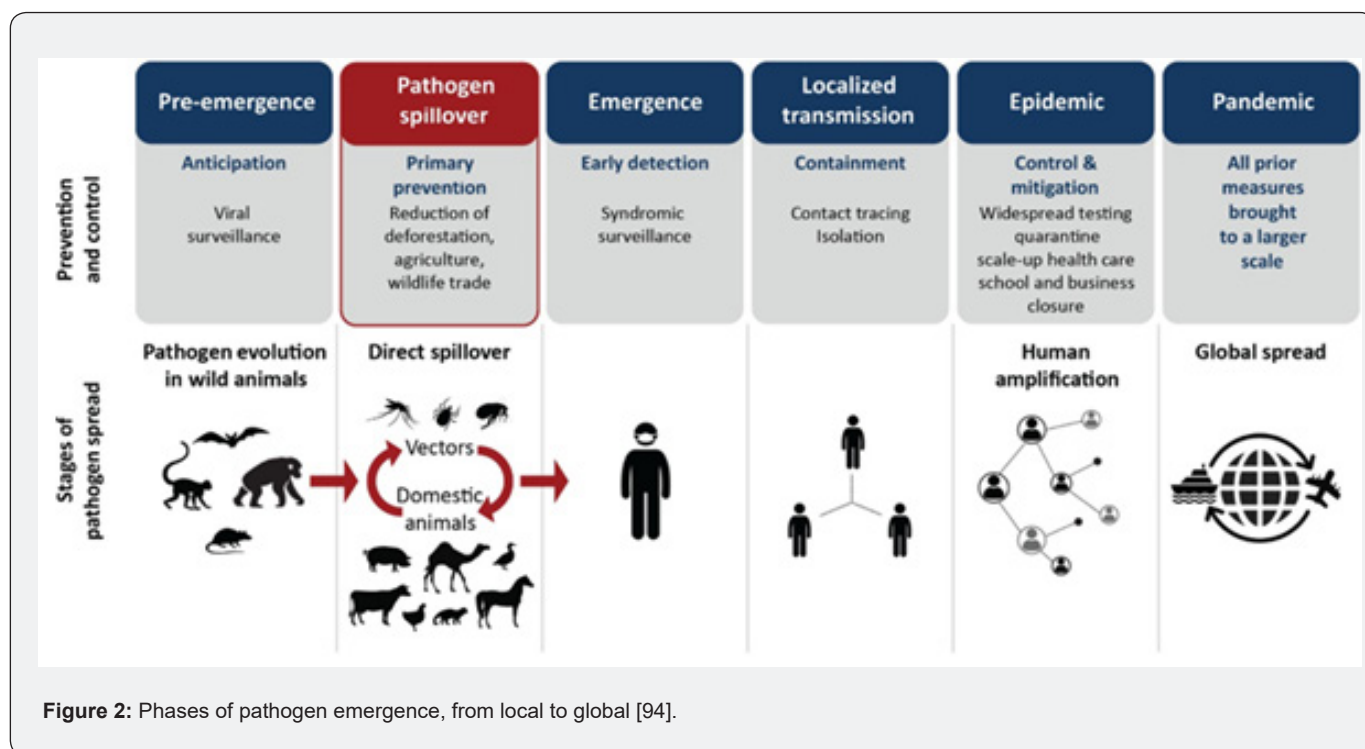 Pre-emergence
Pathogen
spillover
Emergence
Localized
transmission
Epidemic
Pandemic
Prevention
and control
Anticipation
Viral
surveillance
Primary
prevention
Reduction of
deforestation,
agriculture,
wildlife trade
Early detection
Syndromic
surveillance
Containment
Contact tracing
Isolation
Control &
mitigation
Widespread testing
quarantine
scale-up health care
school and business
closure
All prior
measures
brought
to a larger
scale
Stages of
pathogen spread
Pathogen evolution
in wild animals
Direct spillover
Vectors
Domestic
animals
Human
amplification
Global spread
Figure 2: Phases of pathogen emergence, from local to global [94].